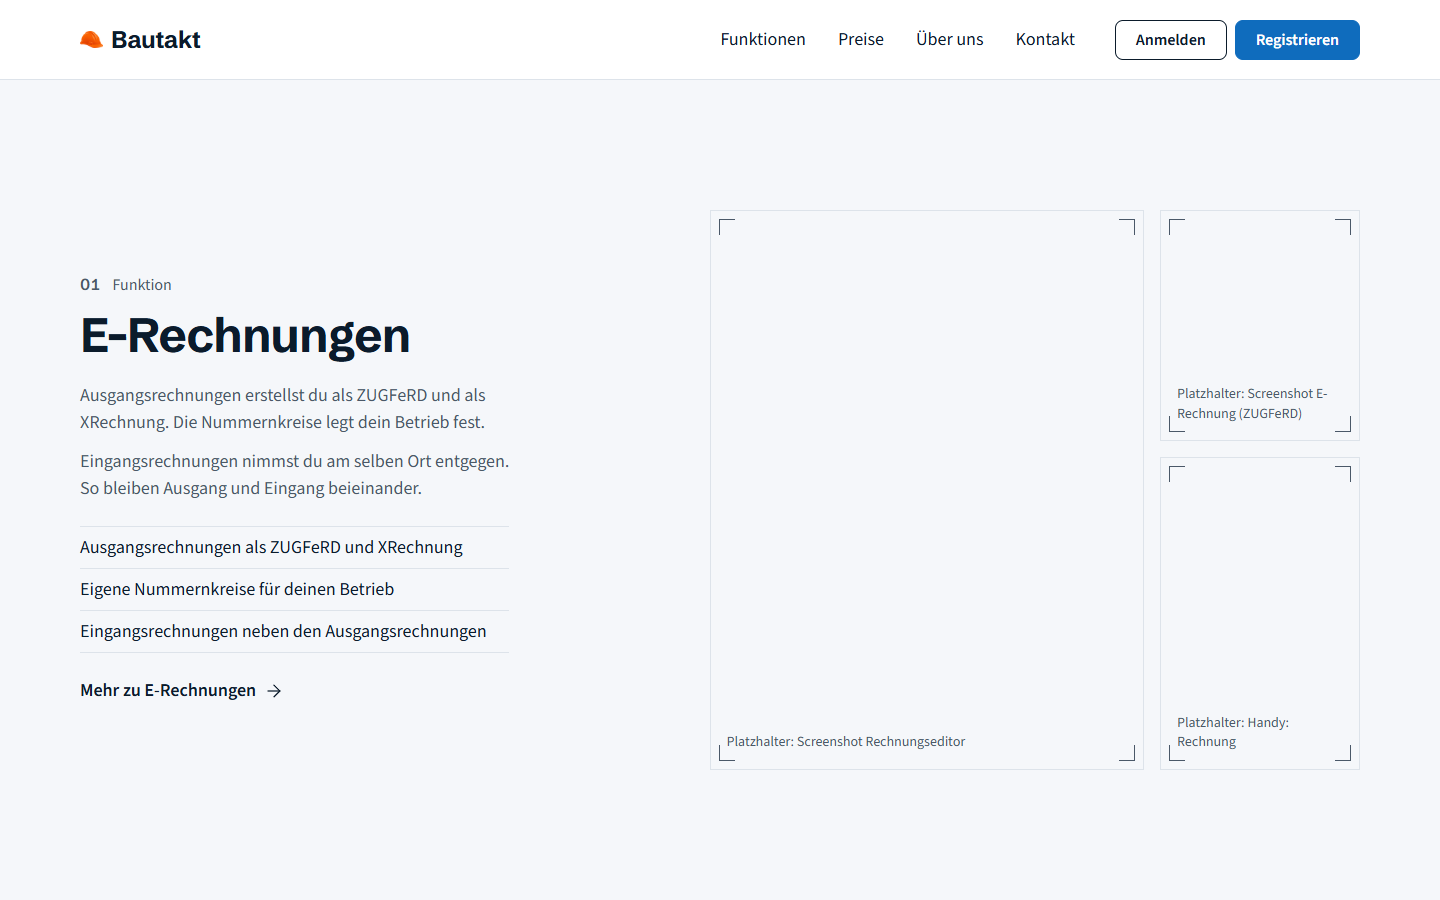 Bautakt
Funktionen
Preise
Über uns
Kontakt
Anmelden
Registrieren
01 Funktion
E-Rechnungen
Ausgangsrechnungen erstellst du als ZUGFeRD und als
XRechnung. Die Nummernkreise legt dein Betrieb fest.
Eingangsrechnungen nimmst du am selben Ort entgegen.
So bleiben Ausgang und Eingang beieinander.
Ausgangsrechnungen als ZUGFeRD und XRechnung
Eigene Nummernkreise für deinen Betrieb
Eingangsrechnungen neben den Ausgangsrechnungen
Mehr zu E-Rechnungen
Platzhalter: Screenshot Rechnungseditor
Platzhalter: Screenshot E-
Rechnung (ZUGFeRD)
Platzhalter: Handy:
Rechnung